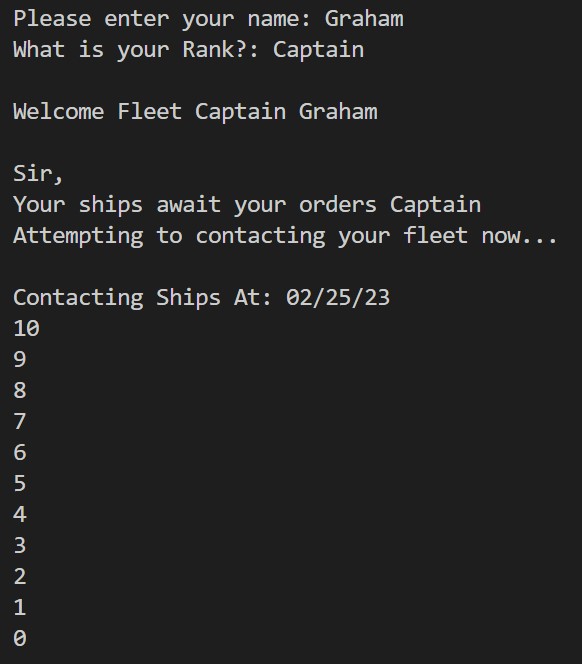 Please enter your name: Graham
What is your Rank?: Captain
Welcome Fleet Captain Graham
Sir,
Your ships await your orders Captain
Attempting to contacting your fleet now...
Contacting Ships At: 02/25/23
10
9
8
7
6
5
4
3
2
1
0